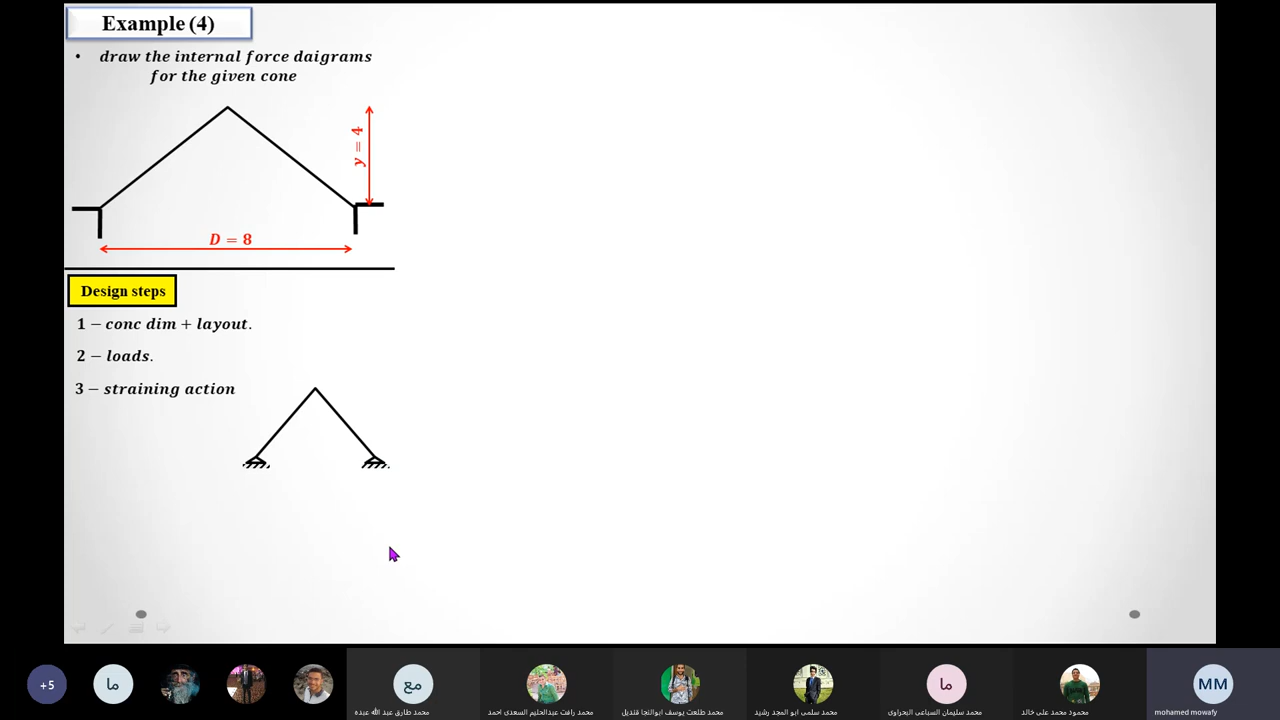 Example (4)
• draw the internal force daigrams
for the given cone
y = 4
D = 8
Design steps
1 − conc dim + layout.
2 − loads.
3 − straining action
+5
ما
مع
ما
MM
محمد طارق عبد الله عبده
محمد رافت عبدالحليم السعدى احمد
محمد طلعت يوسف ابوالنجا قنديل
محمد سلمى ابو المجد رشيد
محمد سليمان السباعى البحراوى
محمود محمد على خالد
mohamed mowafy